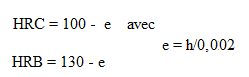 HRC = 100 - e avec
e = h/0,002
HRB = 130 - e